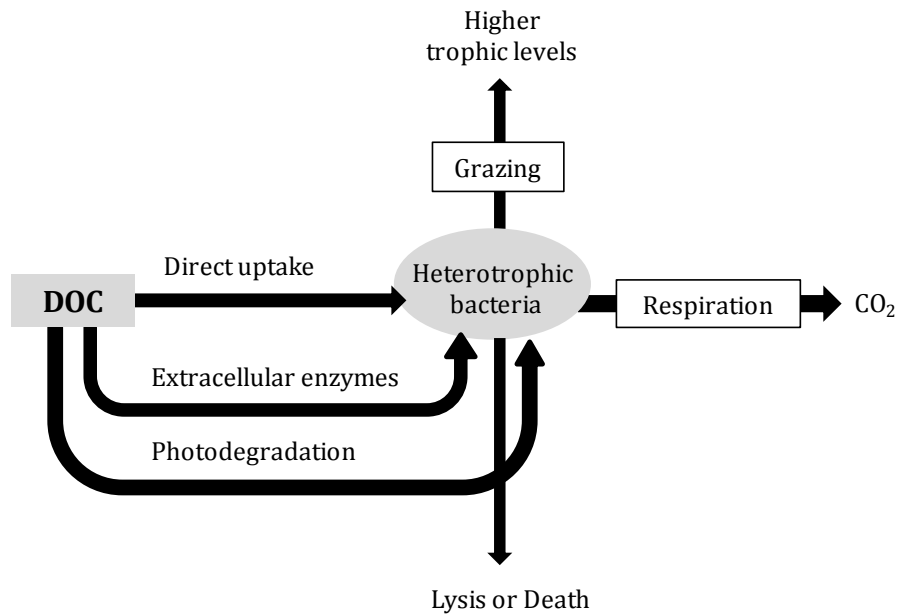 Higher
trophic levels
Grazing
Direct uptake
Heterotrophic
bacteria
DOC
Respiration
CO₂
Extracellular enzymes
Photodegradation
Lysis or Death